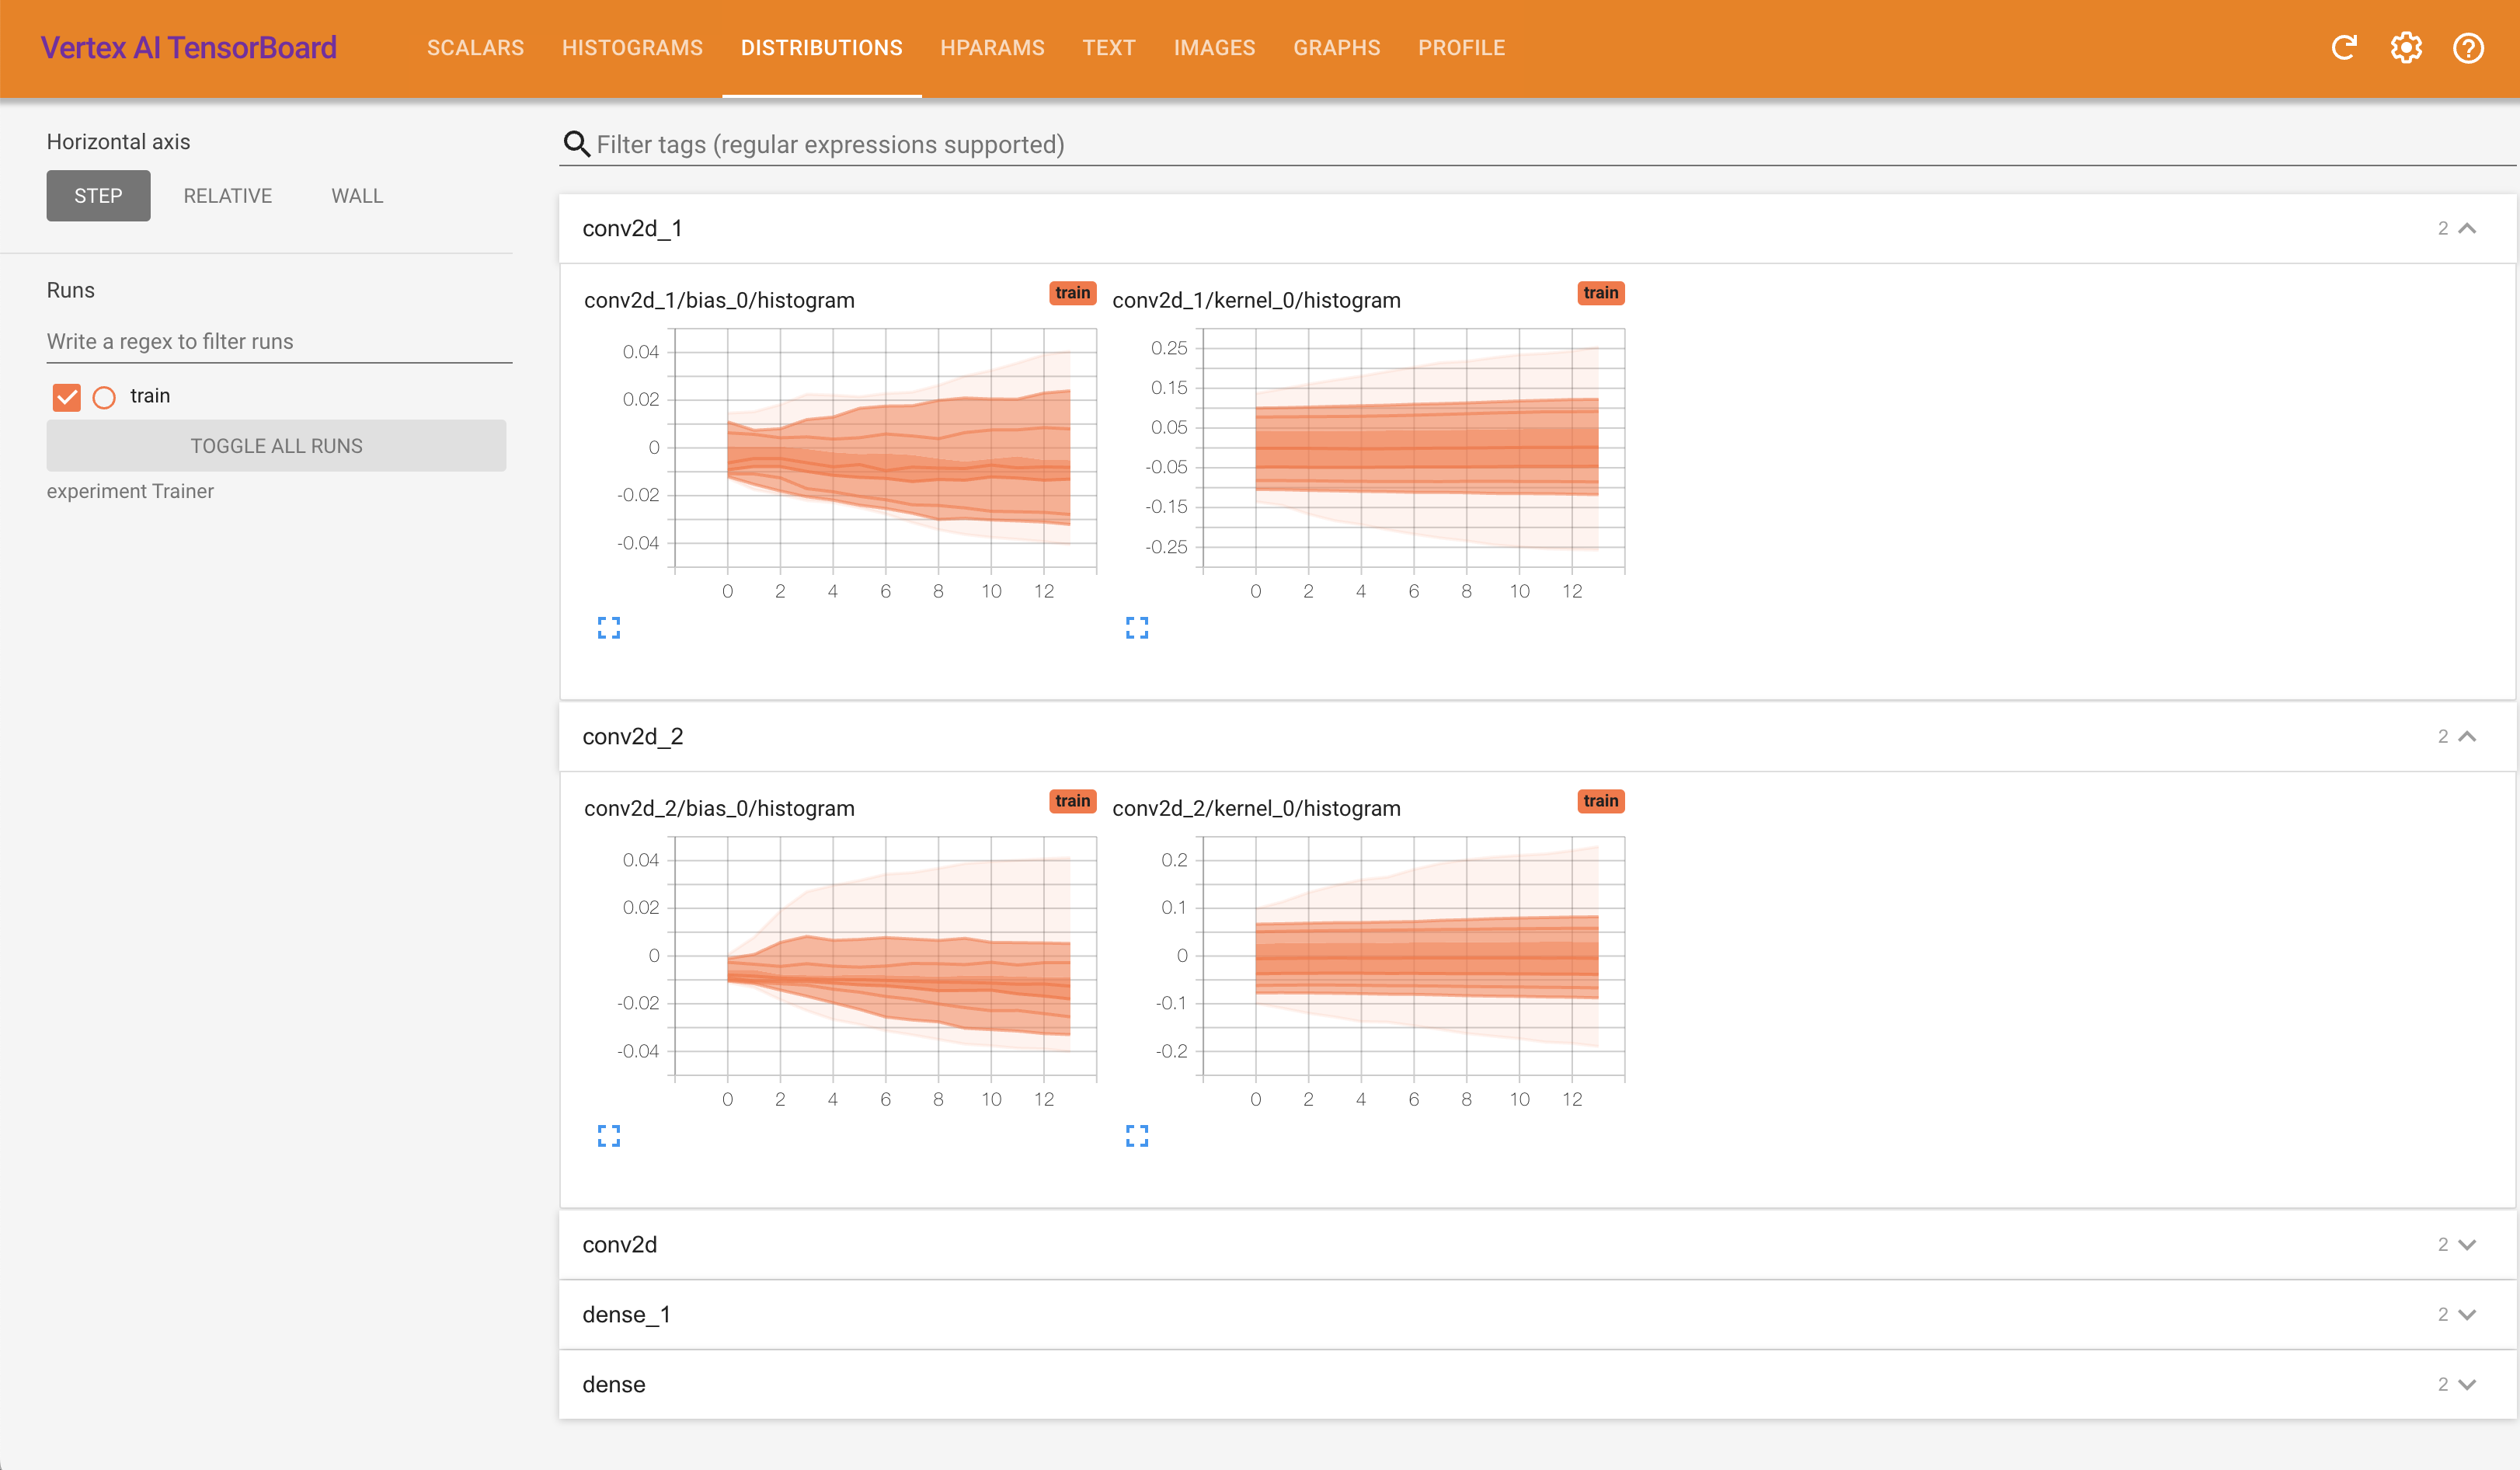 Vertex AI TensorBoard
SCALARS HISTOGRAMS DISTRIBUTIONS HPARAMS TEXT IMAGES GRAPHS PROFILE
Horizontal axis
STEP RELATIVE WALL
Runs
Write a regex to filter runs
train
TOGGLE ALL RUNS
experiment Trainer
Filter tags (regular expressions supported)
conv2d_1 2
conv2d_1/bias_0/histogram train
0.04
0.02
0
-0.02
-0.04
0 2 4 6 8 10 12
conv2d_1/kernel_0/histogram train
0.25
0.15
0.05
-0.05
-0.15
-0.25
0 2 4 6 8 10 12
conv2d_2 2
conv2d_2/bias_0/histogram train
0.04
0.02
0
-0.02
-0.04
0 2 4 6 8 10 12
conv2d_2/kernel_0/histogram train
0.2
0.1
0
-0.1
-0.2
0 2 4 6 8 10 12
conv2d 2
dense_1 2
dense 2